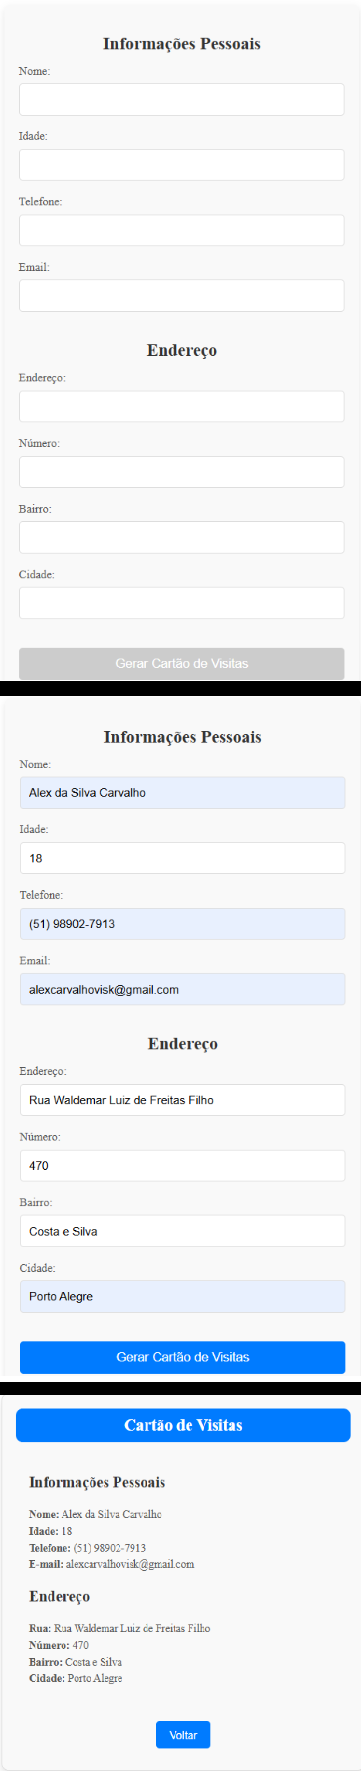 Informações Pessoais
Nome:
Idade:
Telefone:
Email:
Endereço
Endereço:
Número:
Bairro:
Cidade:
Gerar Cartão de Visitas
Informações Pessoais
Nome:
Alex da Silva Carvalho
Idade:
18
Telefone:
(51) 98902-7913
Email:
alexcarvalhovisk@gmail.com
Endereço
Endereço:
Rua Waldemar Luiz de Freitas Filho
Número:
470
Bairro:
Costa e Silva
Cidade:
Porto Alegre
Gerar Cartão de Visitas
Cartão de Visitas
Informações Pessoais
Nome: Alex da Silva Carvalho
Idade: 18
Telefone: (51) 98902-7913
E-mail: alexcarvalhovisk@gmail.com
Endereço
Rua: Rua Waldemar Luiz de Freitas Filho
Número: 470
Bairro: Costa e Silva
Cidade: Porto Alegre
Voltar